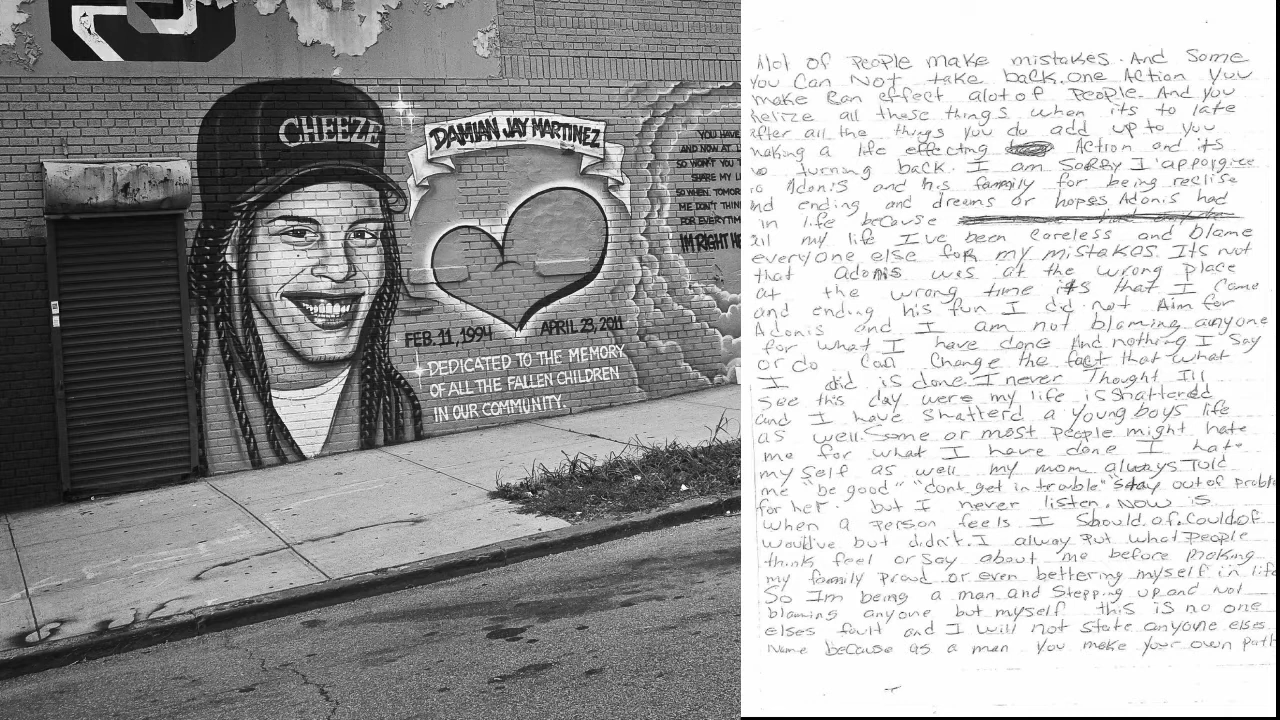 CHEEZE
DAMIAN JAY MARTINEZ
FEB. 11, 1994 APRIL 23, 2011
DEDICATED TO THE MEMORY
OF ALL THE FALLEN CHILDREN
IN OUR COMMUNITY.
YOU HAVE
AND NOW AT
SO WON'T YOU
SHARE MY
SO WHEN TOMOR
ME DON'T THIN
FOR EVERYTIM
I'M RIGHT HE
Alot of People make mistakes. And Some
you Can Not take back. one Action you
make Can effect alot of People. And you
all these things when its to late
after all the things you do add up to you
making a life effecting Action and its
turning back. I am Sorry I
Adonis and his family for being
and ending and dreams or hopes Adonis had
in life because
all my life I've been Careless and blame
everyone else for my mistakes. Its not
that Adonis was at the wrong Place
at the wrong time its that I Came
and ending his fun I did not Aim for
Adonis and I am not blaming anyone
for what I have done And nothing I Say
or do Can Change the fact that what
I did is done. I never Thought Ill
See this day were my life is Shattered
and I have Shatterd a young boys life
as well. Some or most People might hate
me for what I have done I hate
my Self as well my mom always Told
me "be good" "dont get in trouble" "stay out of Probl
for her. but I never listen. Now is
when a Person feels I Should of. Could of
but didn't. I alway Put what People
think feel or Say about me before making
my family Proud or even bettering myself in life
So Im being a man and Stepping up and Not
blaming anyone but myself this is no one
elses fault and I will not State anyone elses
Name because as a man you make your own Path